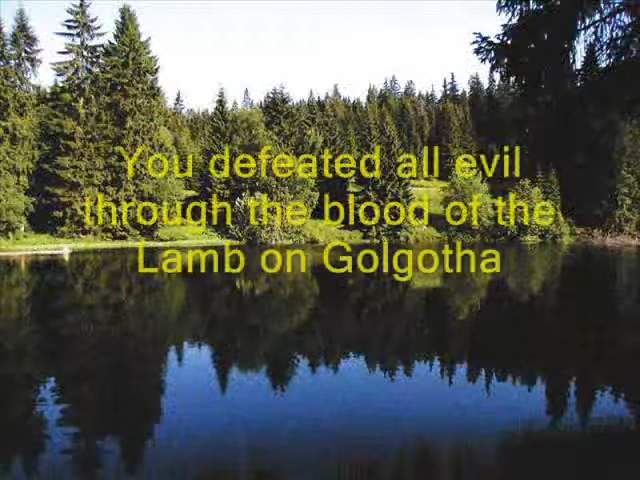 You defeated all evil
through the blood of the
Lamb on Golgotha